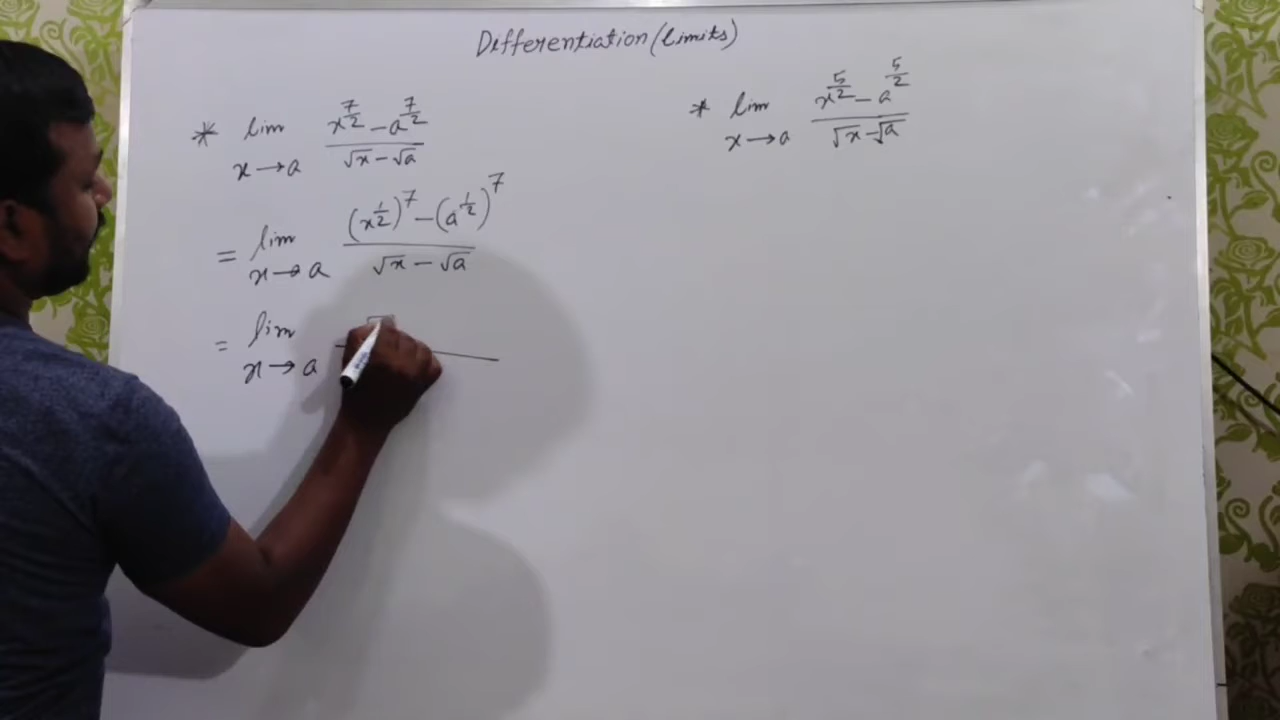 Differentiation (limits)
* lim x→a (x^{7/2} - a^{7/2}) / (√x - √a)
= lim x→a ((x^{1/2})^7 - (a^{1/2})^7) / (√x - √a)
= lim x→a
* lim x→a (x^{5/2} - a^{5/2}) / (√x - √a)